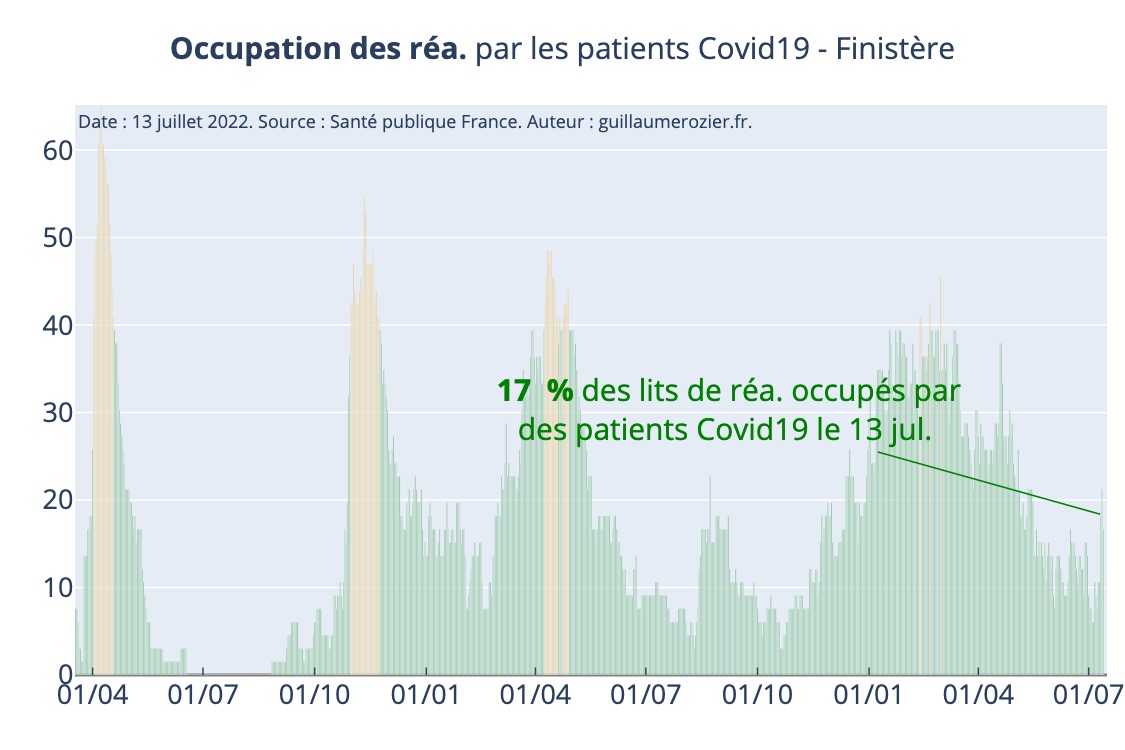 Occupation des réa. par les patients Covid19 - Finistère
Date : 13 juillet 2022. Source : Santé publique France. Auteur : guillaumerozier.fr.
60
50
40
17 % des lits de réa. occupés par
30
des patients Covid19 le 13 jul.
20
10
0
01/04 01/07 01/10 01/01 01/04 01/07 01/10 01/01 01/04 01/07